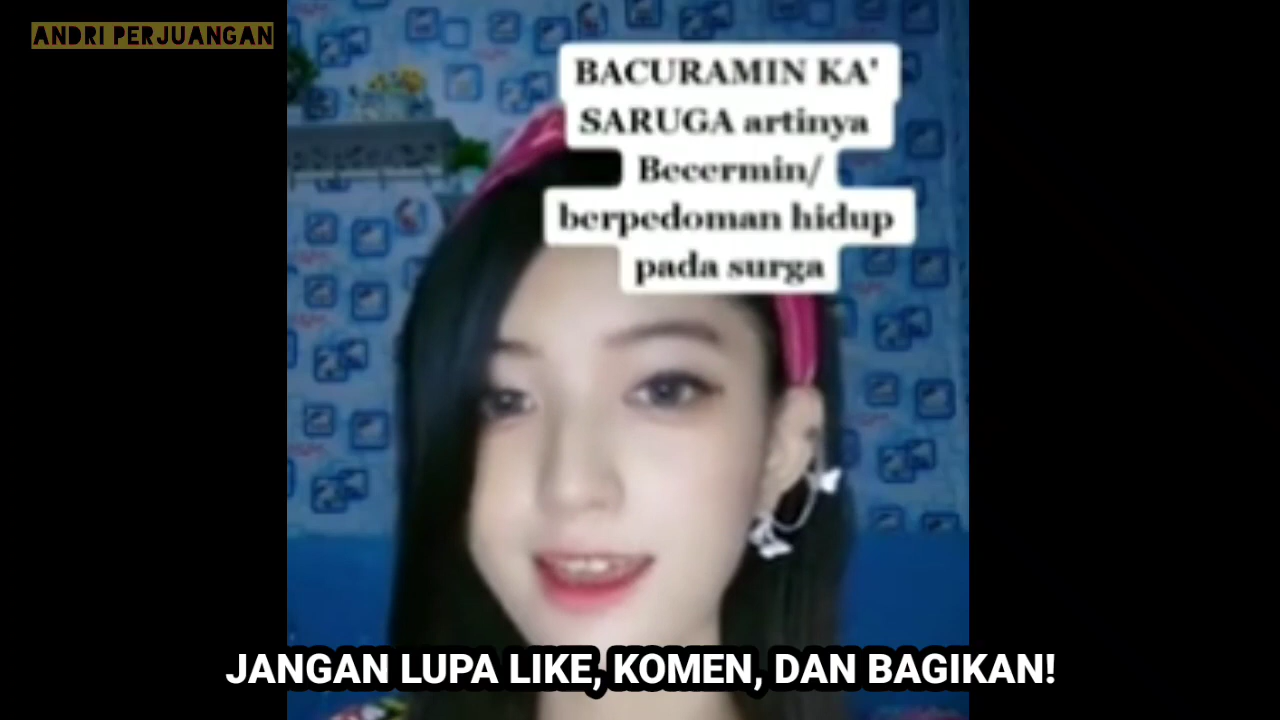 ANDRI PERJUANGAN
BACURAMIN KA'
SARUGA artinya
Becermin/
berpedoman hidup
pada surga
JANGAN LUPA LIKE, KOMEN, DAN BAGIKAN!